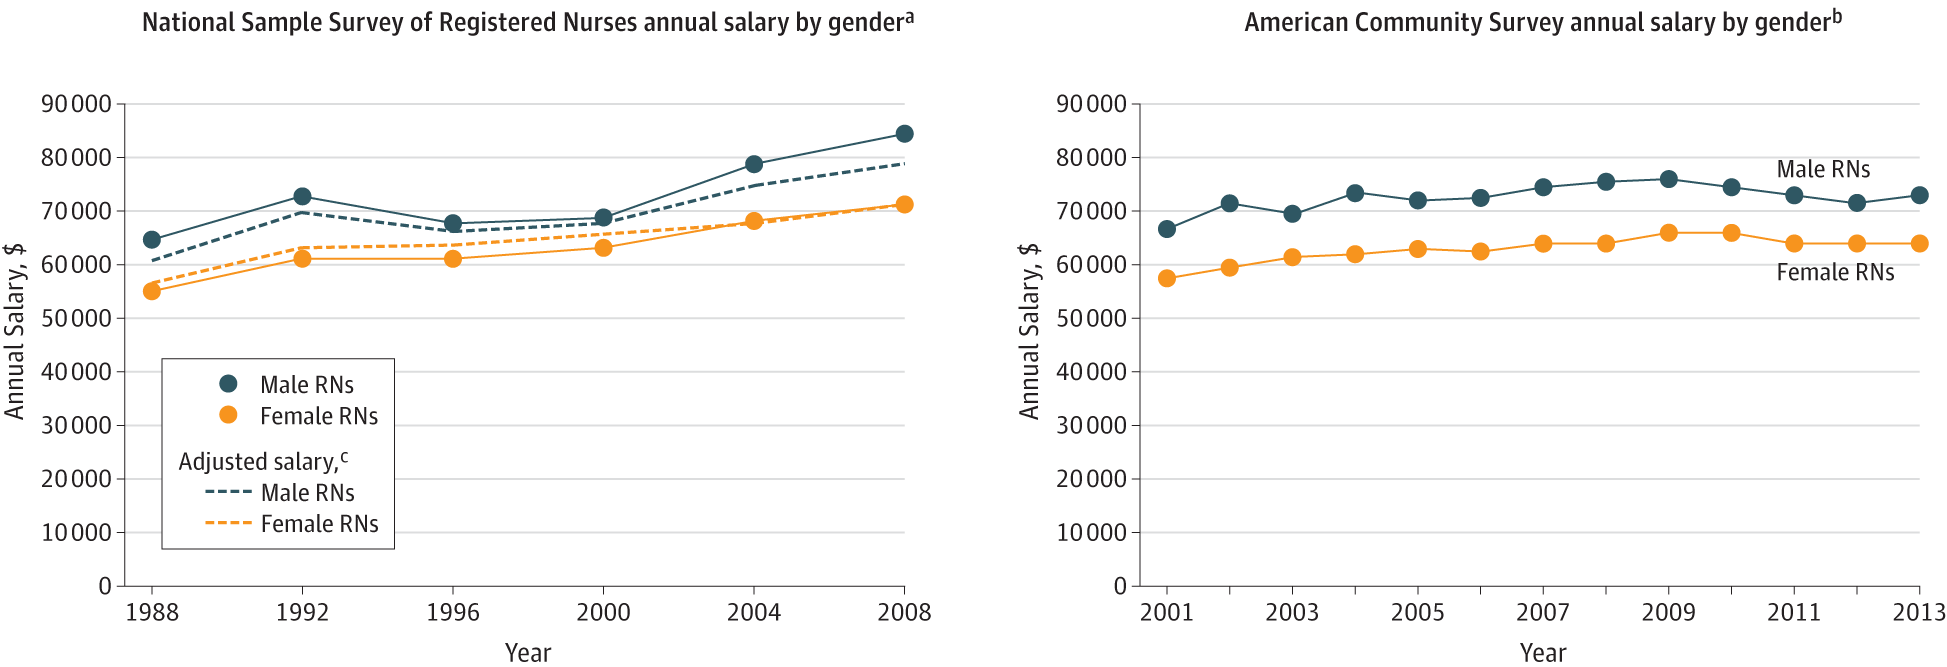 National Sample Survey of Registered Nurses annual salary by genderᵃ
90 000
80 000
70 000
60 000
50 000
40 000
30 000
20 000
10 000
0
Annual Salary, $
1988 1992 1996 2000 2004 2008
Year
Male RNs
Female RNs
Adjusted salary,ᶜ
Male RNs
Female RNs
American Community Survey annual salary by genderᵇ
90 000
80 000
70 000
60 000
50 000
40 000
30 000
20 000
10 000
0
Annual Salary, $
Male RNs
Female RNs
2001 2003 2005 2007 2009 2011 2013
Year